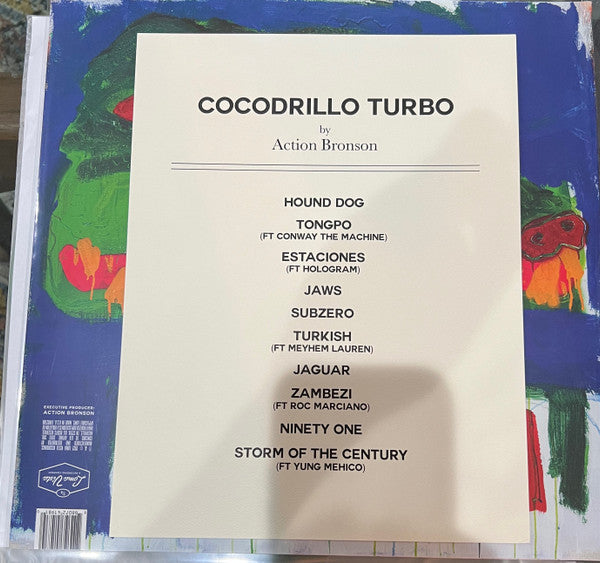 COCODRILLO TURBO
by
Action Bronson
HOUND DOG
TONGPO
(FT CONWAY THE MACHINE)
ESTACIONES
(FT HOLOGRAM)
JAWS
SUBZERO
TURKISH
(FT MEYHEM LAUREN)
JAGUAR
ZAMBEZI
(FT ROC MARCIANO)
NINETY ONE
STORM OF THE CENTURY
(FT YUNG MEHICO)
EXECUTIVE PRODUCER:
ACTION BRONSON
Loma Vista